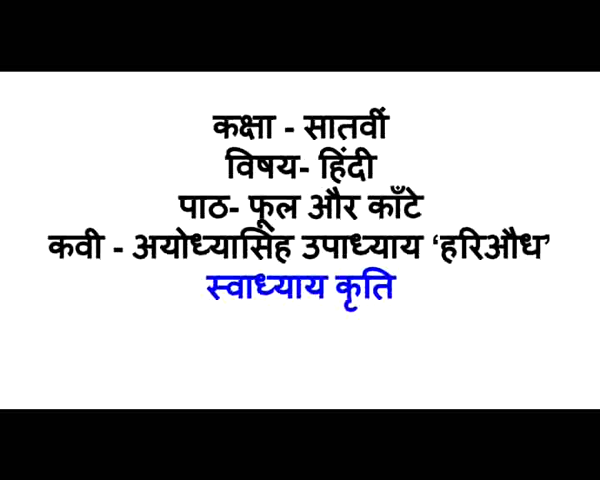 कक्षा - सातवीं
विषय- हिंदी
पाठ- फूल और काँटे
कवी - अयोध्यासिंह उपाध्याय ‘हरिऔध’
स्वाध्याय कृति